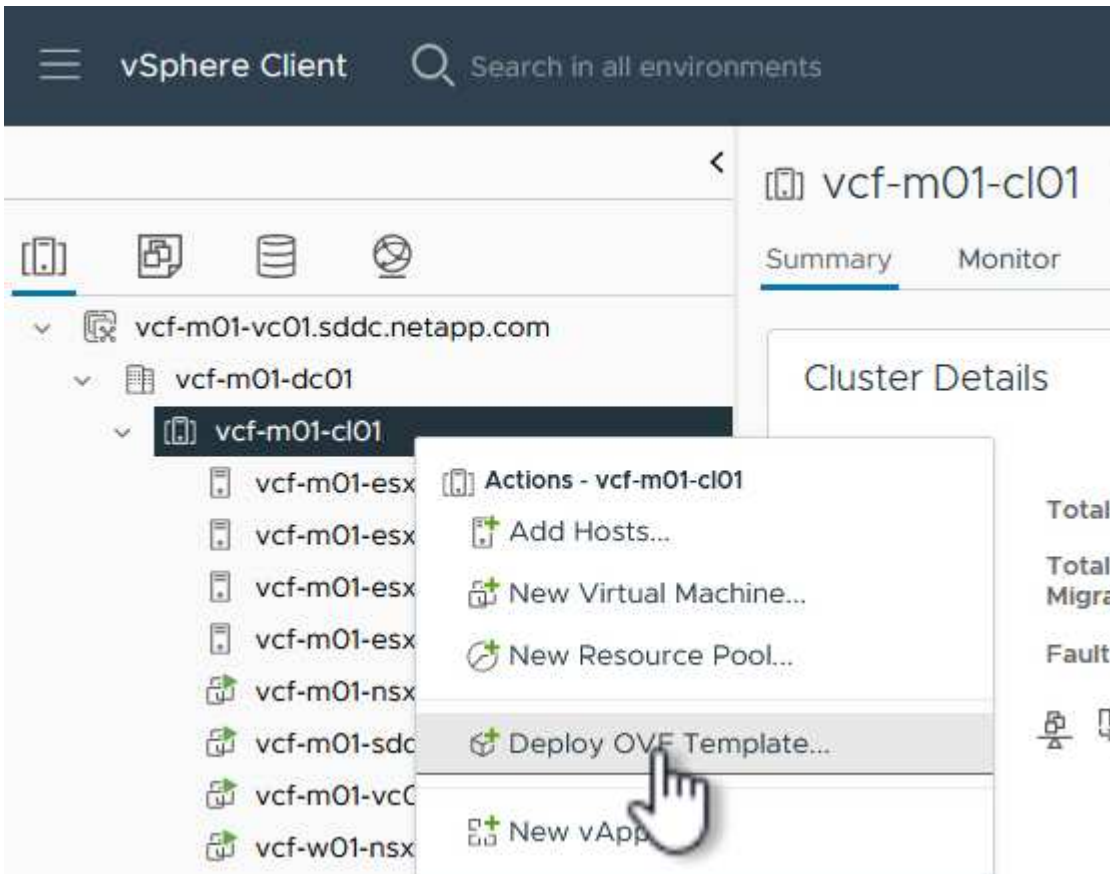 vSphere Client
Search in all environments
vcf-m01-cl01
Summary Monitor
vcf-m01-vc01.sddc.netapp.com
vcf-m01-dc01
Cluster Details
vcf-m01-cl01
vcf-m01-esx
Actions - vcf-m01-cl01
Total
vcf-m01-esx
Add Hosts...
Total
Migra
vcf-m01-esx
New Virtual Machine...
vcf-m01-esx
New Resource Pool...
Fault
vcf-m01-nsx
vcf-m01-sdd
Deploy OVF Template...
vcf-m01-vc0
New vApp
vcf-w01-nsx